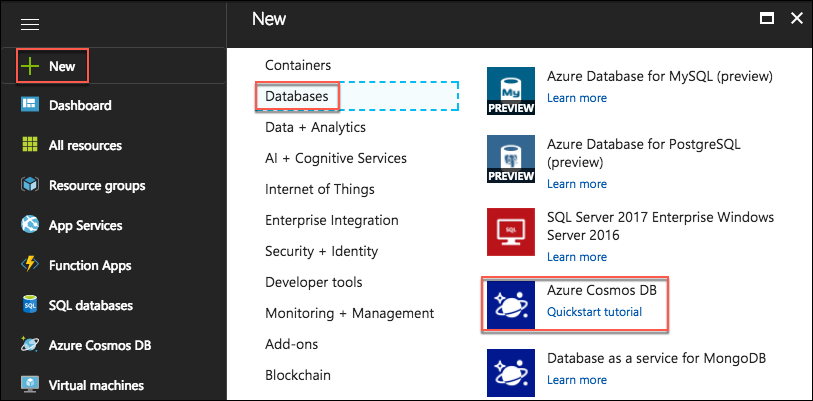 New
New
Dashboard
All resources
Resource groups
App Services
Function Apps
SQL databases
Azure Cosmos DB
Virtual machines
Containers
Databases
Data + Analytics
AI + Cognitive Services
Internet of Things
Enterprise Integration
Security + Identity
Developer tools
Monitoring + Management
Add-ons
Blockchain
My
PREVIEW
Azure Database for MySQL (preview)
Learn more
PREVIEW
Azure Database for PostgreSQL
(preview)
Learn more
SQL
SQL Server 2017 Enterprise Windows
Server 2016
Learn more
Azure Cosmos DB
Quickstart tutorial
Database as a service for MongoDB
Learn more